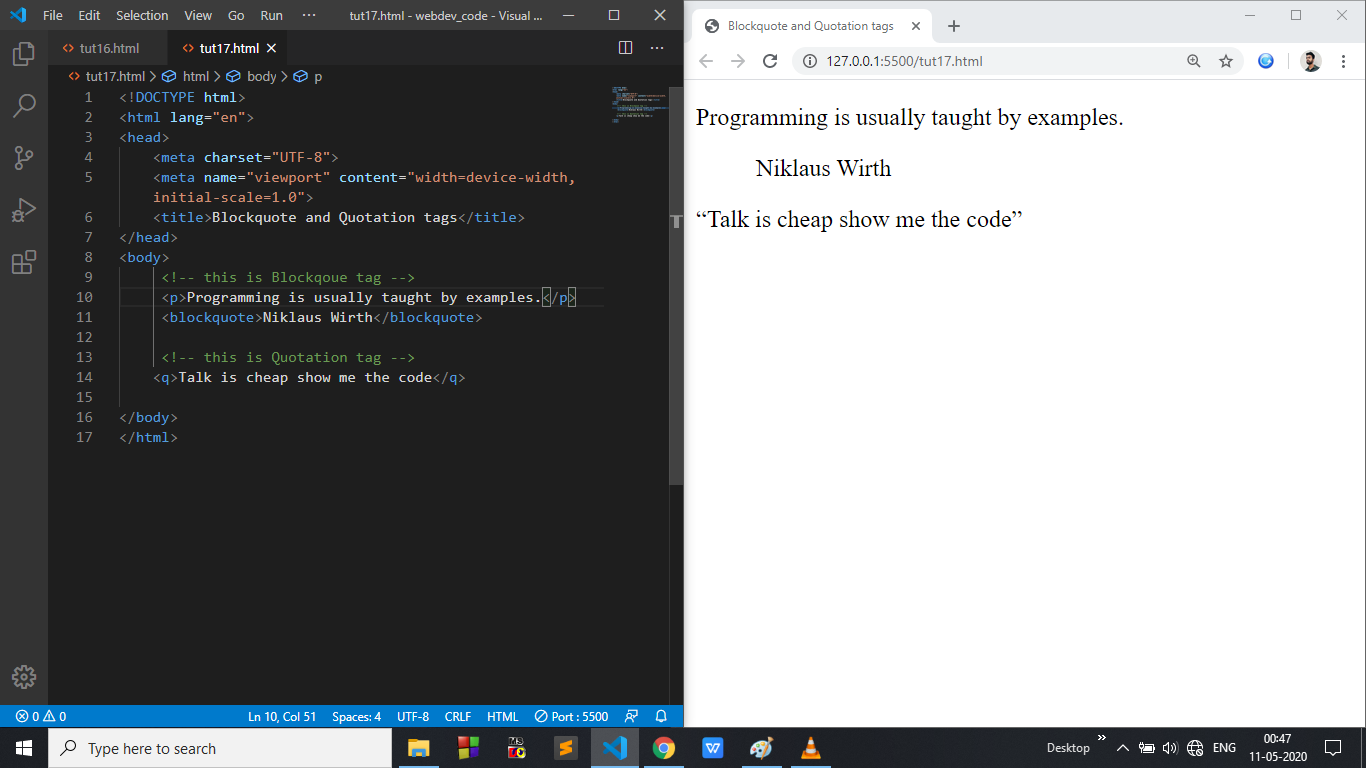 File Edit Selection View Go Run ··· tut17.html - webdev_code - Visual ...
tut16.html tut17.html
tut17.html > html > body > p
1 <!DOCTYPE html>
2 <html lang="en">
3 <head>
4 <meta charset="UTF-8">
5 <meta name="viewport" content="width=device-width,
initial-scale=1.0">
6 <title>Blockquote and Quotation tags</title>
7 </head>
8 <body>
9 <!-- this is Blockqoue tag -->
10 <p>Programming is usually taught by examples.</p>
11 <blockquote>Niklaus Wirth</blockquote>
12
13 <!-- this is Quotation tag -->
14 <q>Talk is cheap show me the code</q>
15
16 </body>
17 </html>
0 0 Ln 10, Col 51 Spaces: 4 UTF-8 CRLF HTML Port : 5500
Blockquote and Quotation tags
127.0.0.1:5500/tut17.html
Programming is usually taught by examples.
Niklaus Wirth
“Talk is cheap show me the code”
Type here to search
Desktop
ENG
00:47
11-05-2020